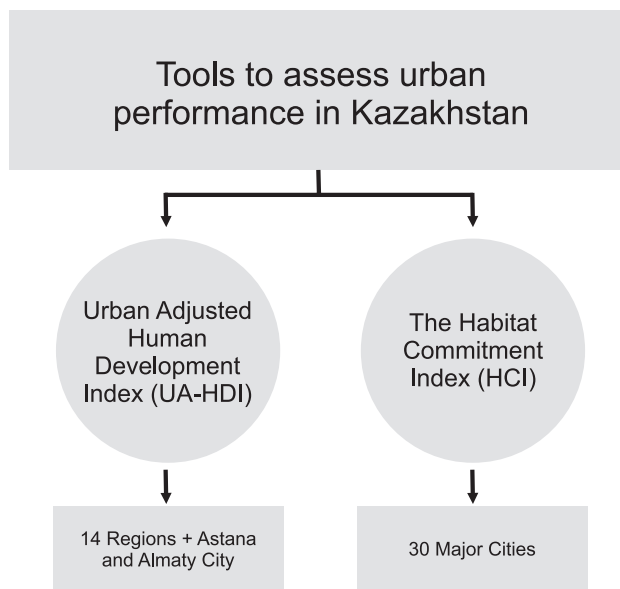 Tools to assess urban
performance in Kazakhstan
Urban Adjusted
Human
Development
Index (UA-HDI)
The Habitat
Commitment
Index (HCI)
14 Regions + Astana
and Almaty City
30 Major Cities